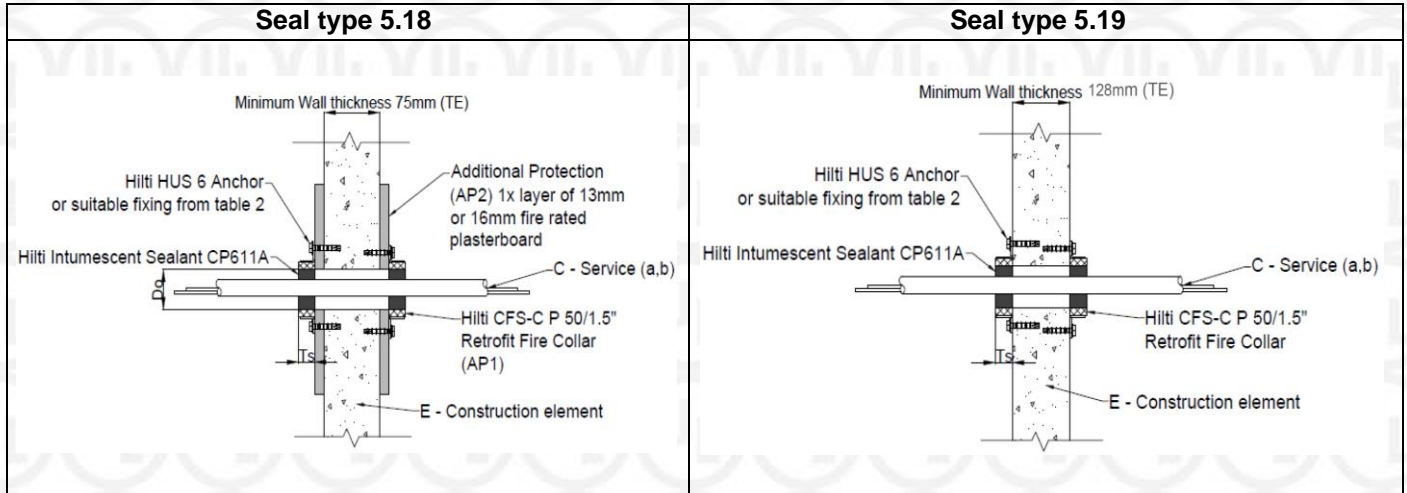 Seal type 5.18
Minimum Wall thickness 75mm (TE)
Hilti HUS 6 Anchor
or suitable fixing from table 2
Additional Protection
(AP2) 1x layer of 13mm
or 16mm fire rated
plasterboard
Hilti Intumescent Sealant CP611A
C - Service (a,b)
Da
Hilti CFS-C P 50/1.5"
Retrofit Fire Collar
(AP1)
Ts
E - Construction element
Seal type 5.19
Minimum Wall thickness 128mm (TE)
Hilti HUS 6 Anchor
or suitable fixing from table 2
Hilti Intumescent Sealant CP611A
C - Service (a,b)
Hilti CFS-C P 50/1.5"
Retrofit Fire Collar
Ts
E - Construction element